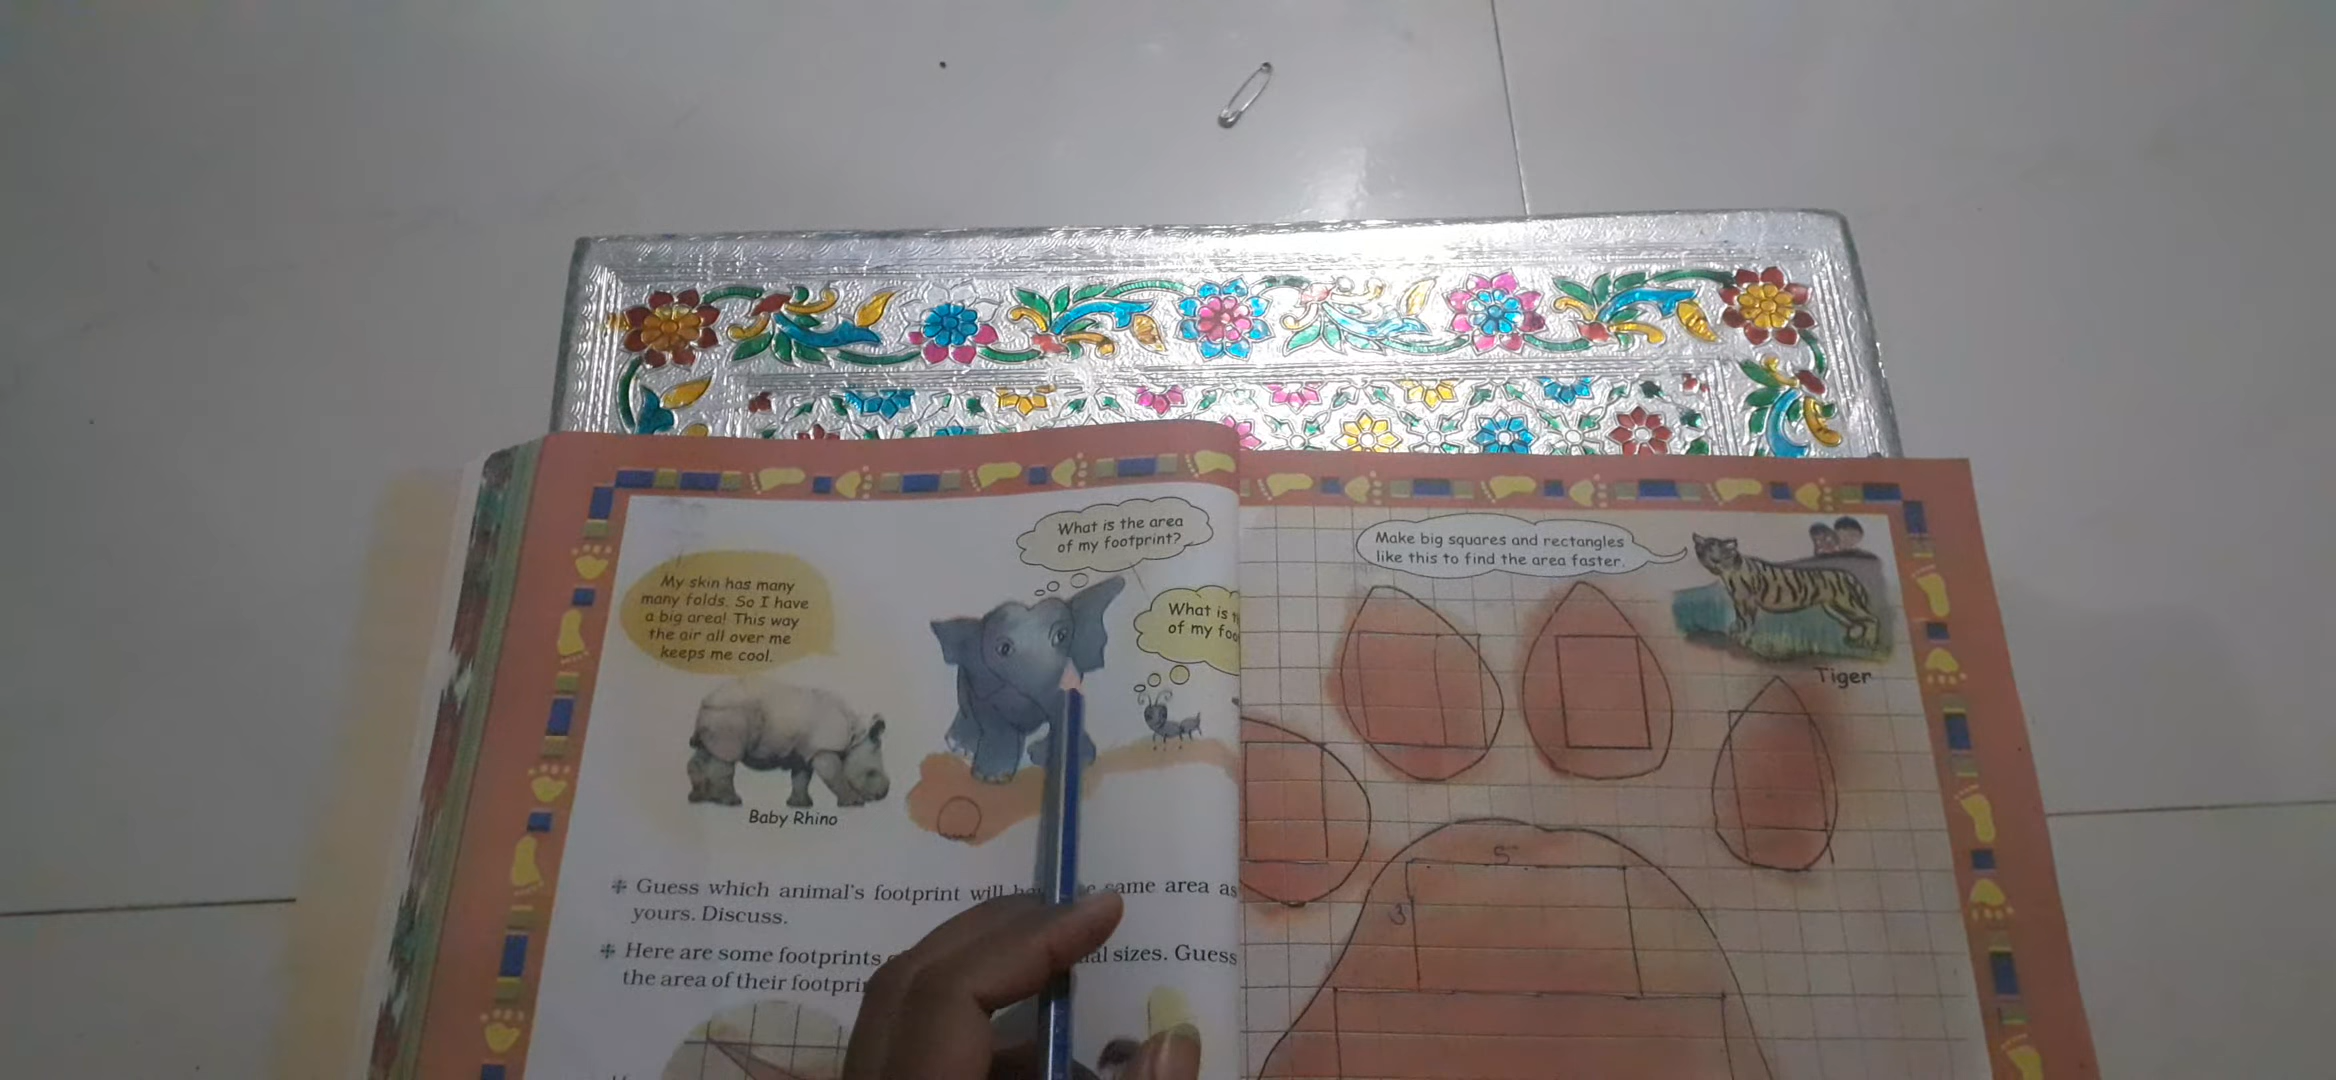 My skin has many
many folds. So I have
a big area! This way
the air all over me
keeps me cool.
Baby Rhino
What is the area
of my footprint?
What is
of my
Guess which animal's footprint will same area as
yours. Discuss.
Here are some footprints sizes. Guess
the area of their
Make big squares and rectangles
like this to find the area faster.
Tiger
5
3